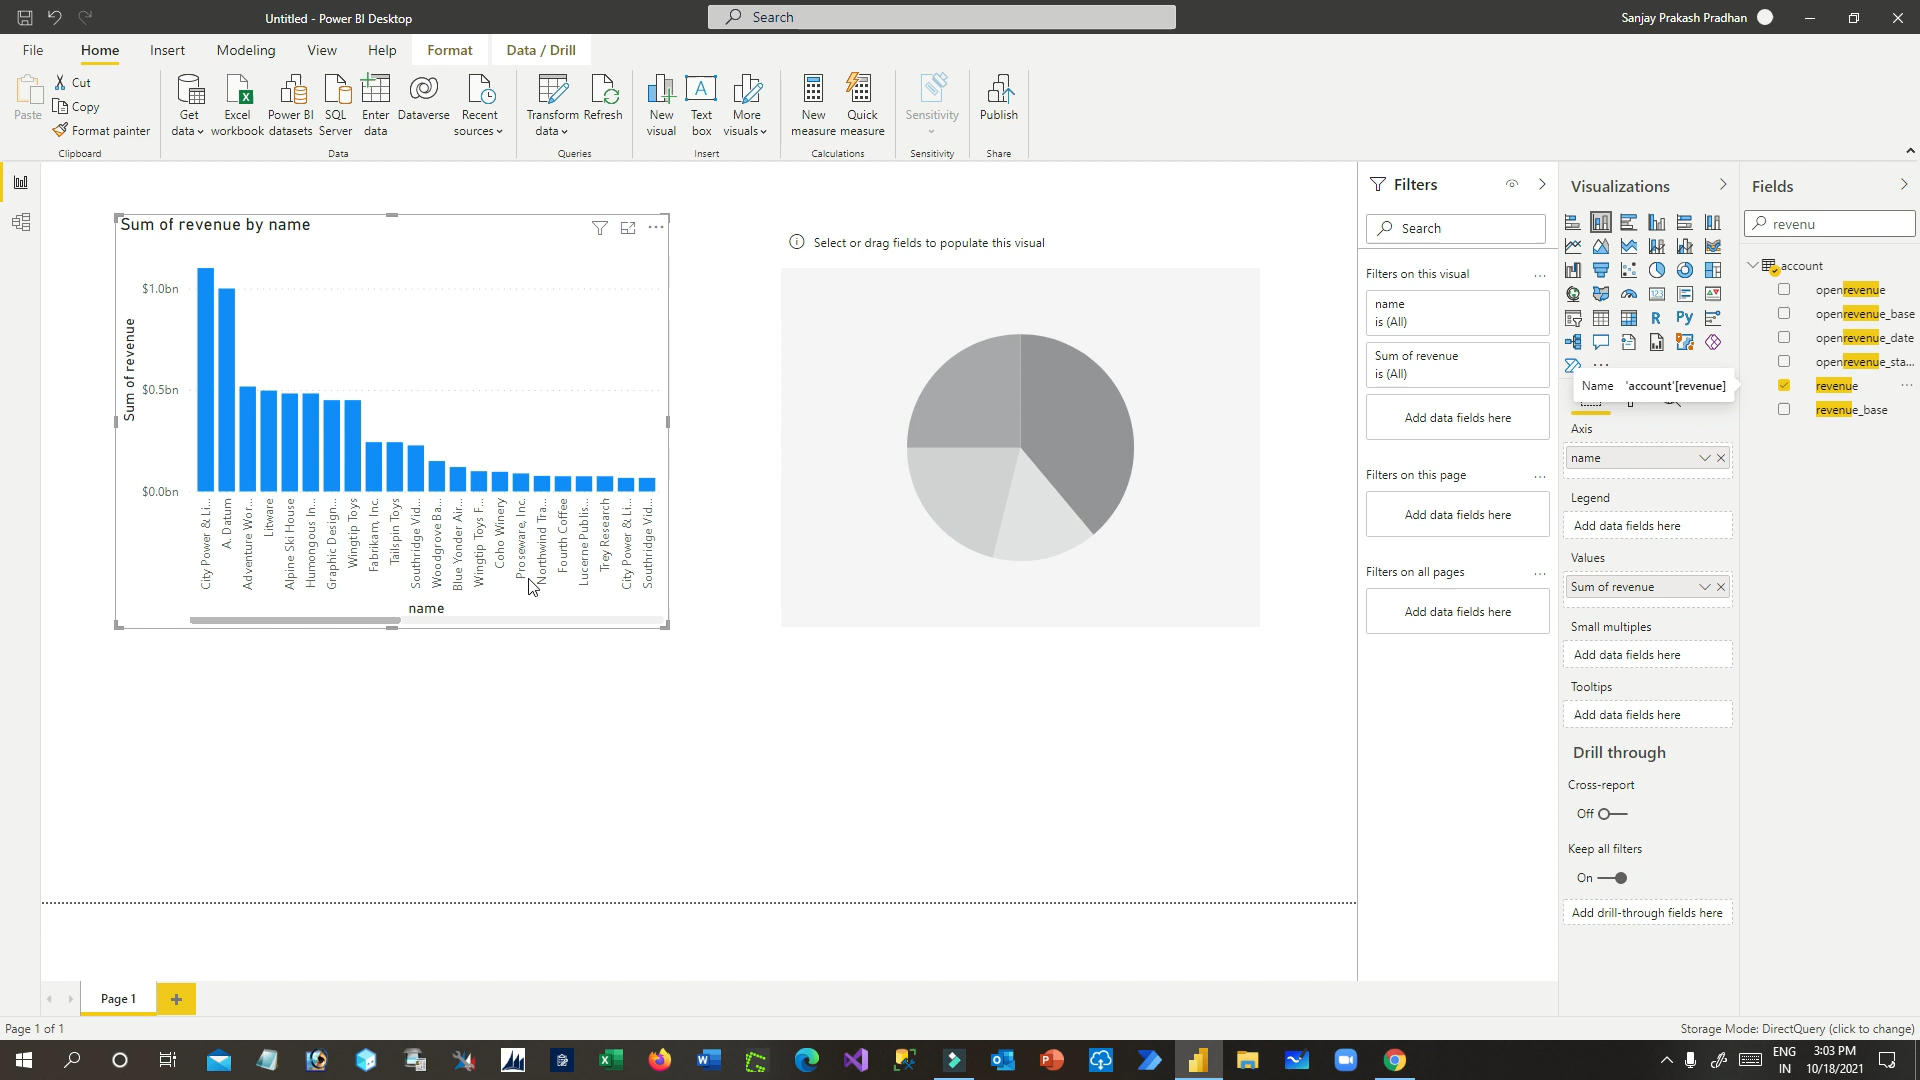 Untitled - Power BI Desktop
Search
Sanjay Prakash Pradhan
File
Home
Insert
Modeling
View
Help
Format
Data / Drill
Paste
Cut
Copy
Format painter
Clipboard
Get data
Excel workbook
Power BI datasets
SQL Server
Enter data
Dataverse
Recent sources
Data
Transform data
Refresh
Queries
New visual
Text box
More visuals
Insert
New measure
Quick measure
Calculations
Sensitivity
Sensitivity
Publish
Share
Sum of revenue by name
Sum of revenue
$1.0bn
$0.5bn
$0.0bn
City Power & Li...
A. Datum
Adventure Wor...
Litware
Alpine Ski House
Humongous In...
Graphic Design...
Wingtip Toys
Fabrikam, Inc.
Tailspin Toys
Southridge Vid...
Woodgrove Ba...
Blue Yonder Air...
Wingtip Toys F...
Coho Winery
Proseware, Inc.
Northwind Tra...
Fourth Coffee
Lucerne Publis...
Trey Research
City Power & Li...
Southridge Vid...
name
Select or drag fields to populate this visual
Filters
Search
Filters on this visual
name
is (All)
Sum of revenue
is (All)
Add data fields here
Filters on this page
Add data fields here
Filters on all pages
Add data fields here
Visualizations
R
Py
Name 'account'[revenue]
Axis
name
Legend
Add data fields here
Values
Sum of revenue
Small multiples
Add data fields here
Tooltips
Add data fields here
Drill through
Cross-report
Off
Keep all filters
On
Add drill-through fields here
Fields
revenu
account
openrevenue
openrevenue_base
openrevenue_date
openrevenue_sta...
revenue
revenue_base
Page 1
Page 1 of 1
Storage Mode: DirectQuery (click to change)
ENG
IN
3:03 PM
10/18/2021